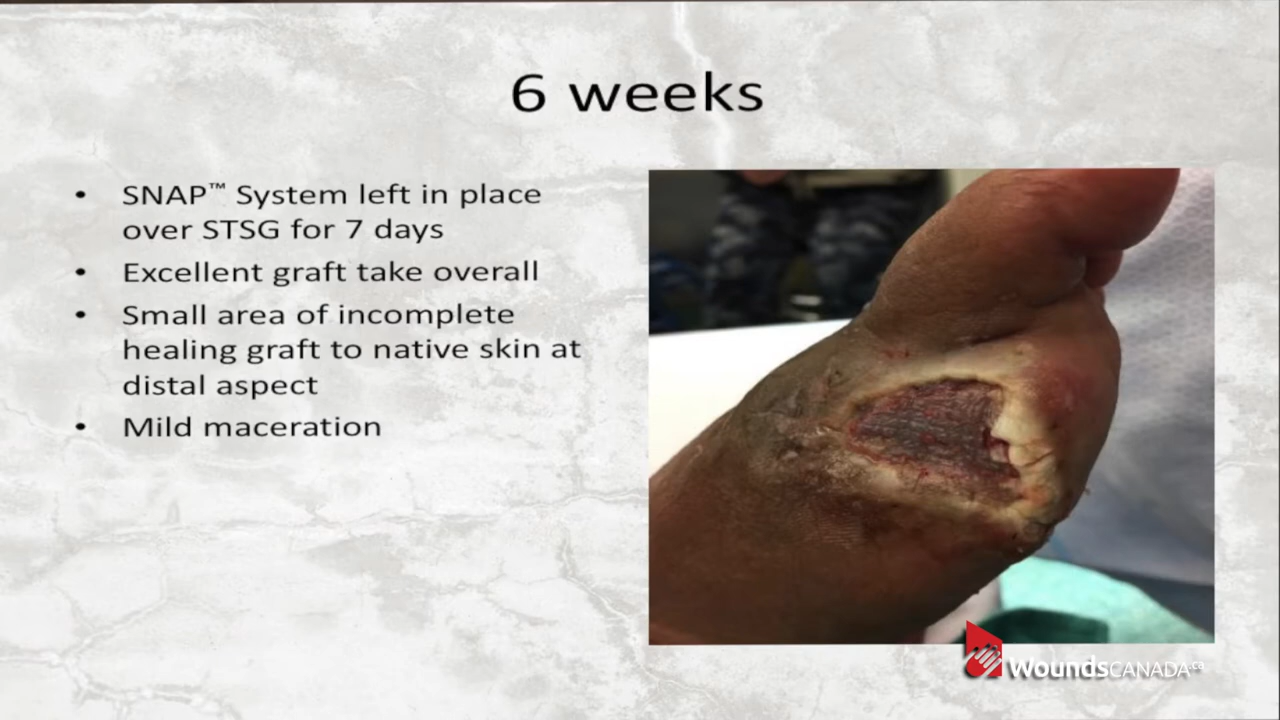 6 weeks
• SNAP™ System left in place
over STSG for 7 days
• Excellent graft take overall
• Small area of incomplete
healing graft to native skin at
distal aspect
• Mild maceration
WoundsCANADA.ca